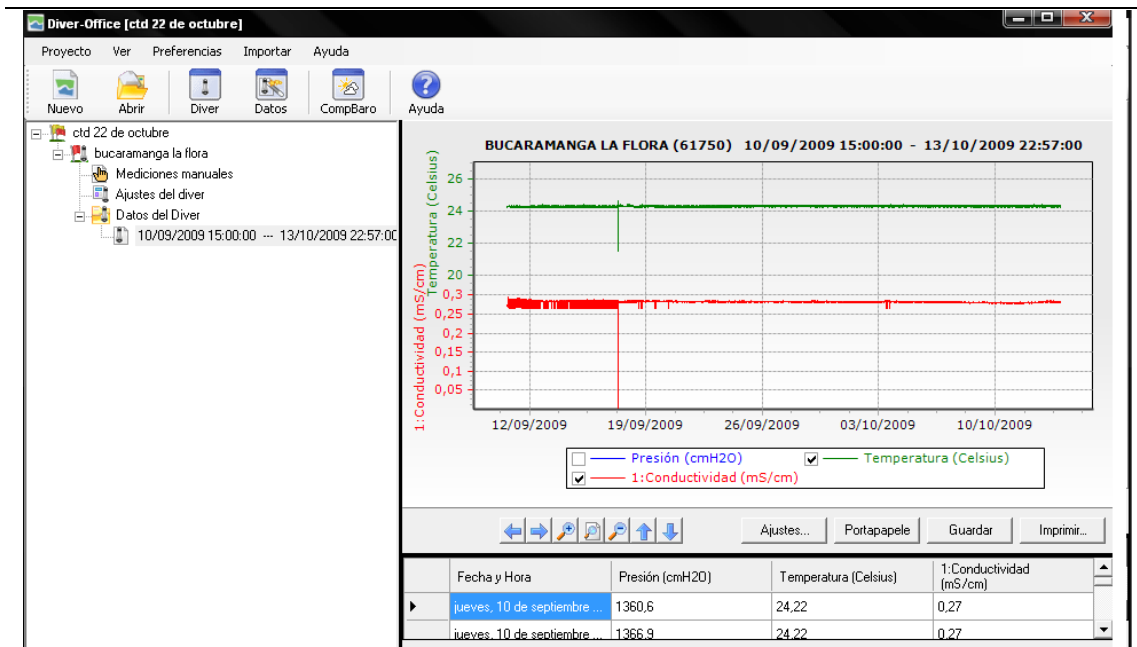 Diver-Office [ctd 22 de octubre]
Proyecto Ver Preferencias Importar Ayuda
Nuevo Abrir Diver Datos CompBaro Ayuda
ctd 22 de octubre
bucaramanga la flora
Mediciones manuales
Ajustes del diver
Datos del Diver
10/09/2009 15:00:00 --- 13/10/2009 22:57:00
BUCARAMANGA LA FLORA (61750) 10/09/2009 15:00:00 - 13/10/2009 22:57:00
Temperatura (Celsius)
26
24
22
20
1:Conductividad (mS/cm)
0,3
0,25
0,2
0,15
0,1
0,05
12/09/2009 19/09/2009 26/09/2009 03/10/2009 10/10/2009
Presión (cmH2O) Temperatura (Celsius)
1:Conductividad (mS/cm)
Ajustes... Portapapele Guardar Imprimir...
Fecha y Hora Presión (cmH2O) Temperatura (Celsius) 1:Conductividad
(mS/cm)
jueves, 10 de septiembre ... 1360,6 24,22 0,27
jueves, 10 de septiembre ... 1366,9 24,22 0,27